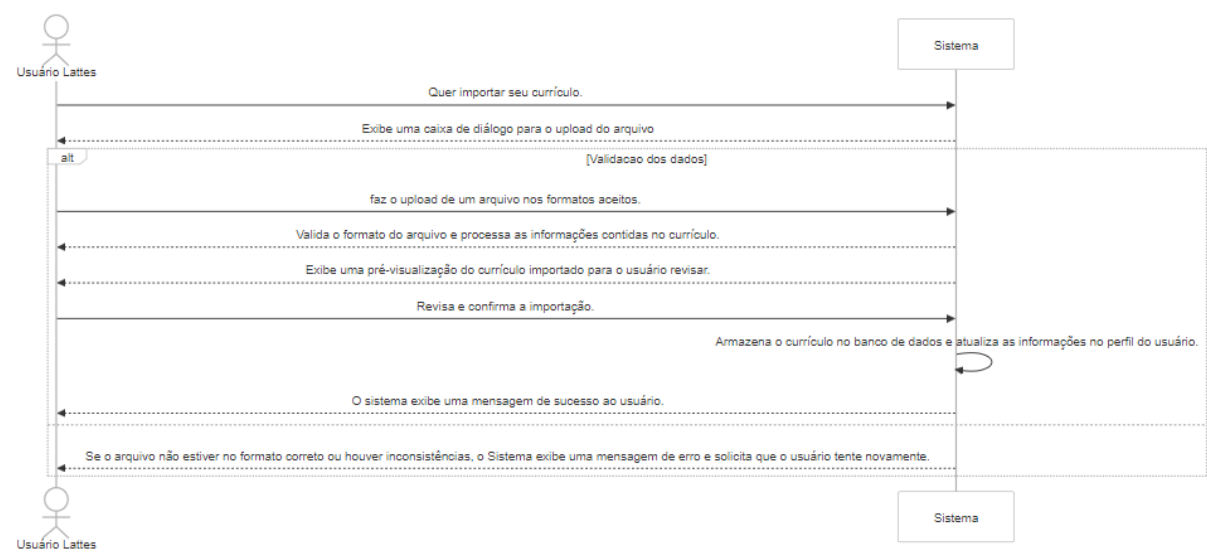 Usuário Lattes
Sistema
Quer importar seu currículo.
Exibe uma caixa de diálogo para o upload do arquivo
alt
[Validacao dos dados]
faz o upload de um arquivo nos formatos aceitos.
Valida o formato do arquivo e processa as informações contidas no currículo.
Exibe uma pré-visualização do currículo importado para o usuário revisar.
Revisa e confirma a importação.
Armazena o currículo no banco de dados e atualiza as informações no perfil do usuário.
O sistema exibe uma mensagem de sucesso ao usuário.
Se o arquivo não estiver no formato correto ou houver inconsistências, o Sistema exibe uma mensagem de erro e solicita que o usuário tente novamente.
Usuário Lattes
Sistema